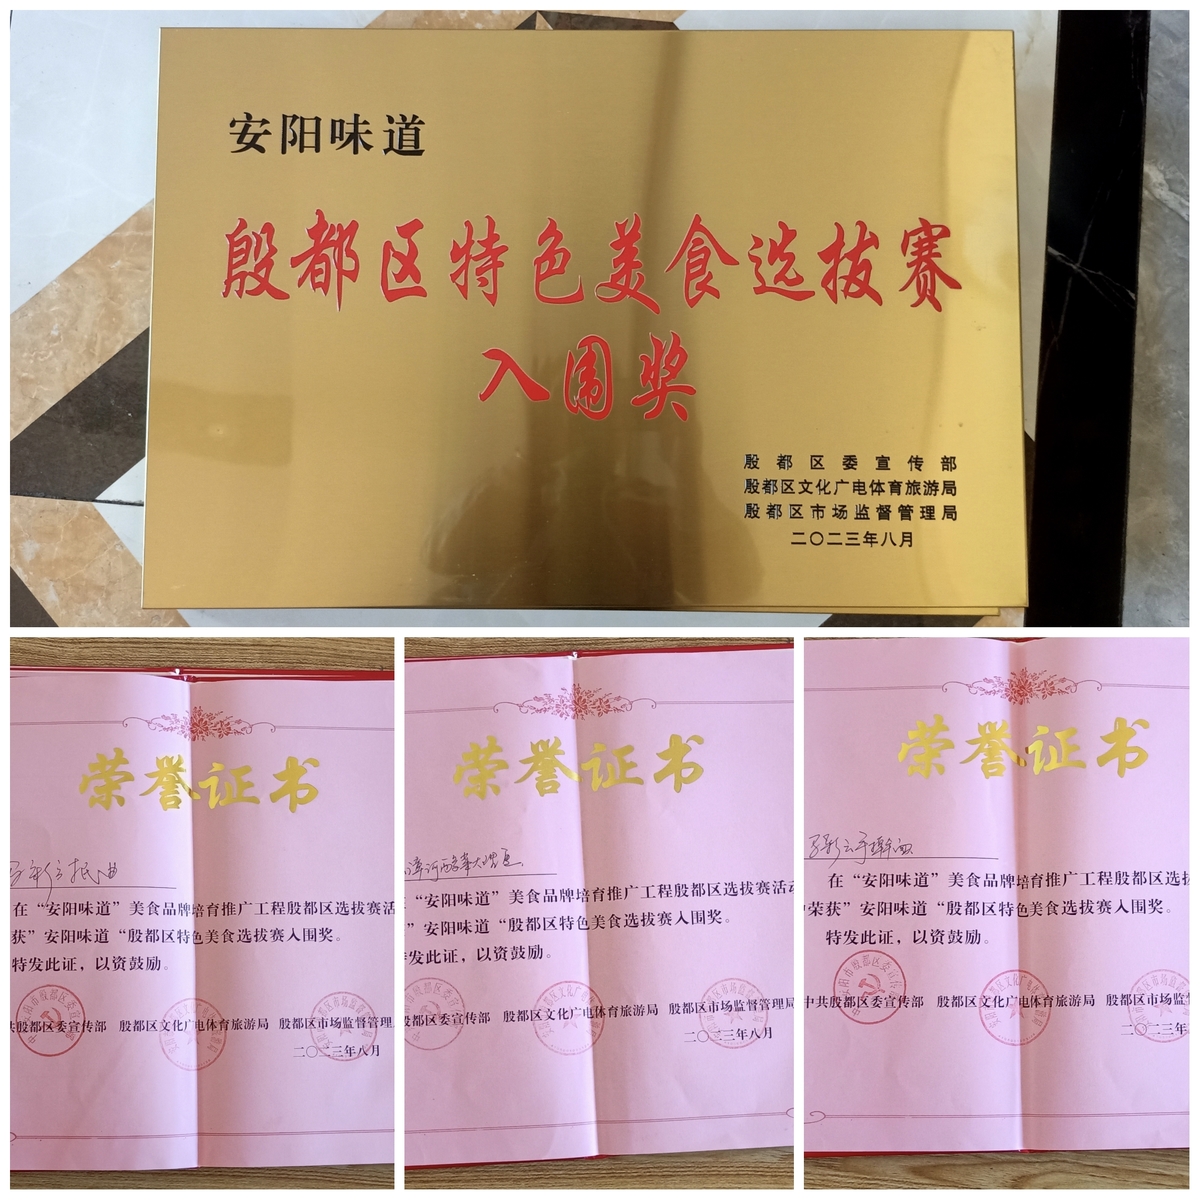 安阳味道
殷都区特色美食选拔赛
入围奖
殷都区委宣传部
殷都区文化广电体育旅游局
殷都区市场监督管理局
二〇二三年八月
荣誉证书
在“安阳味道”美食品牌培育推广工程殷都区选拔赛活
获”安阳味道“殷都区特色美食选拔赛入围奖。
特发此证，以资鼓励。
共殷都区委宣传部 殷都区文化广电体育旅游局 殷都区市场监督管理
二〇二三年八月
荣誉证书
“安阳味道”美食品牌培育推广工程殷都区选拔赛活动
”安阳味道“殷都区特色美食选拔赛入围奖。
发此证，以资鼓励。
殷都区委宣传部 殷都区文化广电体育旅游局 殷都区市场监督管理局
二〇二三年八月
荣誉证书
在“安阳味道”美食品牌培育推广工程殷都区选拔
荣获”安阳味道“殷都区特色美食选拔赛入围奖。
特发此证，以资鼓励。
中共殷都区委宣传部 殷都区文化广电体育旅游局 殷都区市场监督管
二〇二三年八